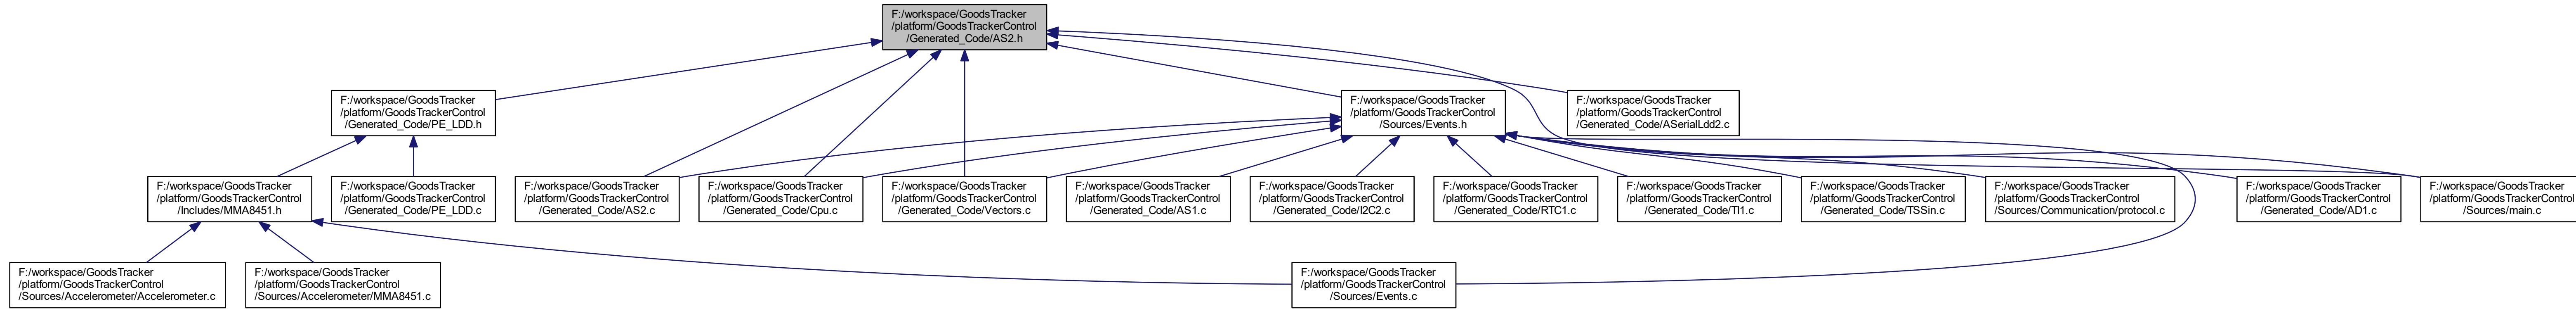 F:/workspace/GoodsTracker
/platform/GoodsTrackerControl
/Generated_Code/AS2.h
F:/workspace/GoodsTracker
/platform/GoodsTrackerControl
/Generated_Code/PE_LDD.h
F:/workspace/GoodsTracker
/platform/GoodsTrackerControl
/Sources/Events.h
F:/workspace/GoodsTracker
/platform/GoodsTrackerControl
/Generated_Code/ASerialLdd2.c
F:/workspace/GoodsTracker
/platform/GoodsTrackerControl
/Includes/MMA8451.h
F:/workspace/GoodsTracker
/platform/GoodsTrackerControl
/Generated_Code/PE_LDD.c
F:/workspace/GoodsTracker
/platform/GoodsTrackerControl
/Generated_Code/AS2.c
F:/workspace/GoodsTracker
/platform/GoodsTrackerControl
/Generated_Code/Cpu.c
F:/workspace/GoodsTracker
/platform/GoodsTrackerControl
/Generated_Code/Vectors.c
F:/workspace/GoodsTracker
/platform/GoodsTrackerControl
/Generated_Code/AS1.c
F:/workspace/GoodsTracker
/platform/GoodsTrackerControl
/Generated_Code/I2C2.c
F:/workspace/GoodsTracker
/platform/GoodsTrackerControl
/Generated_Code/RTC1.c
F:/workspace/GoodsTracker
/platform/GoodsTrackerControl
/Generated_Code/TI1.c
F:/workspace/GoodsTracker
/platform/GoodsTrackerControl
/Generated_Code/TSSin.c
F:/workspace/GoodsTracker
/platform/GoodsTrackerControl
/Sources/Communication/protocol.c
F:/workspace/GoodsTracker
/platform/GoodsTrackerControl
/Generated_Code/AD1.c
F:/workspace/GoodsTracker
/platform/GoodsTrackerControl
/Sources/main.c
F:/workspace/GoodsTracker
/platform/GoodsTrackerControl
/Sources/Accelerometer/Accelerometer.c
F:/workspace/GoodsTracker
/platform/GoodsTrackerControl
/Sources/Accelerometer/MMA8451.c
F:/workspace/GoodsTracker
/platform/GoodsTrackerControl
/Sources/Events.c